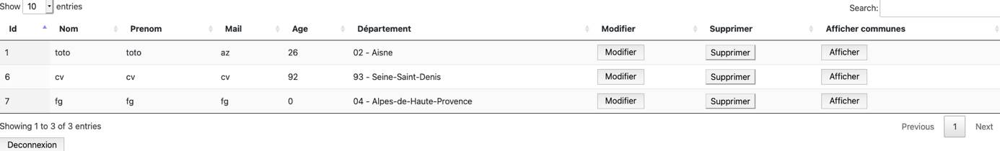 Show 10 entries Search:
Id Nom Prenom Mail Age Département Modifier Supprimer Afficher communes
1 toto toto az 26 02 - Aisne Modifier Supprimer Afficher
6 cv cv cv 92 93 - Seine-Saint-Denis Modifier Supprimer Afficher
7 fg fg fg 0 04 - Alpes-de-Haute-Provence Modifier Supprimer Afficher
Showing 1 to 3 of 3 entries Previous 1 Next
Deconnexion